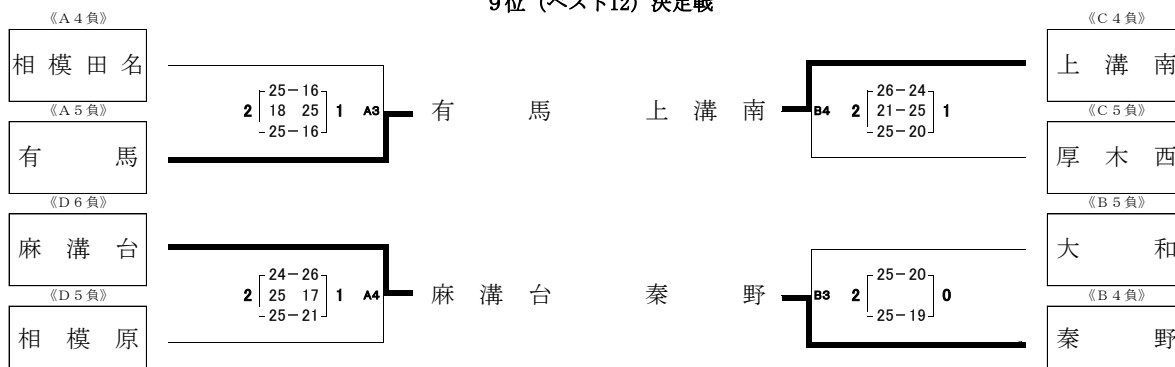 9位（ベスト12）決定戦
《A4負》
相模田名
《A5負》
有馬
《D6負》
麻溝台
《D5負》
相模原
25－16
2 18 25 1 A3
25－16
有馬
24－26
2 25 17 1 A4
25－21
麻溝台
上溝南
26－24
B4 2 21－25 1
25－20
秦野
25－20
B3 2 0
25－19
《C4負》
上溝南
《C5負》
厚木西
《B5負》
大和
《B4負》
秦野